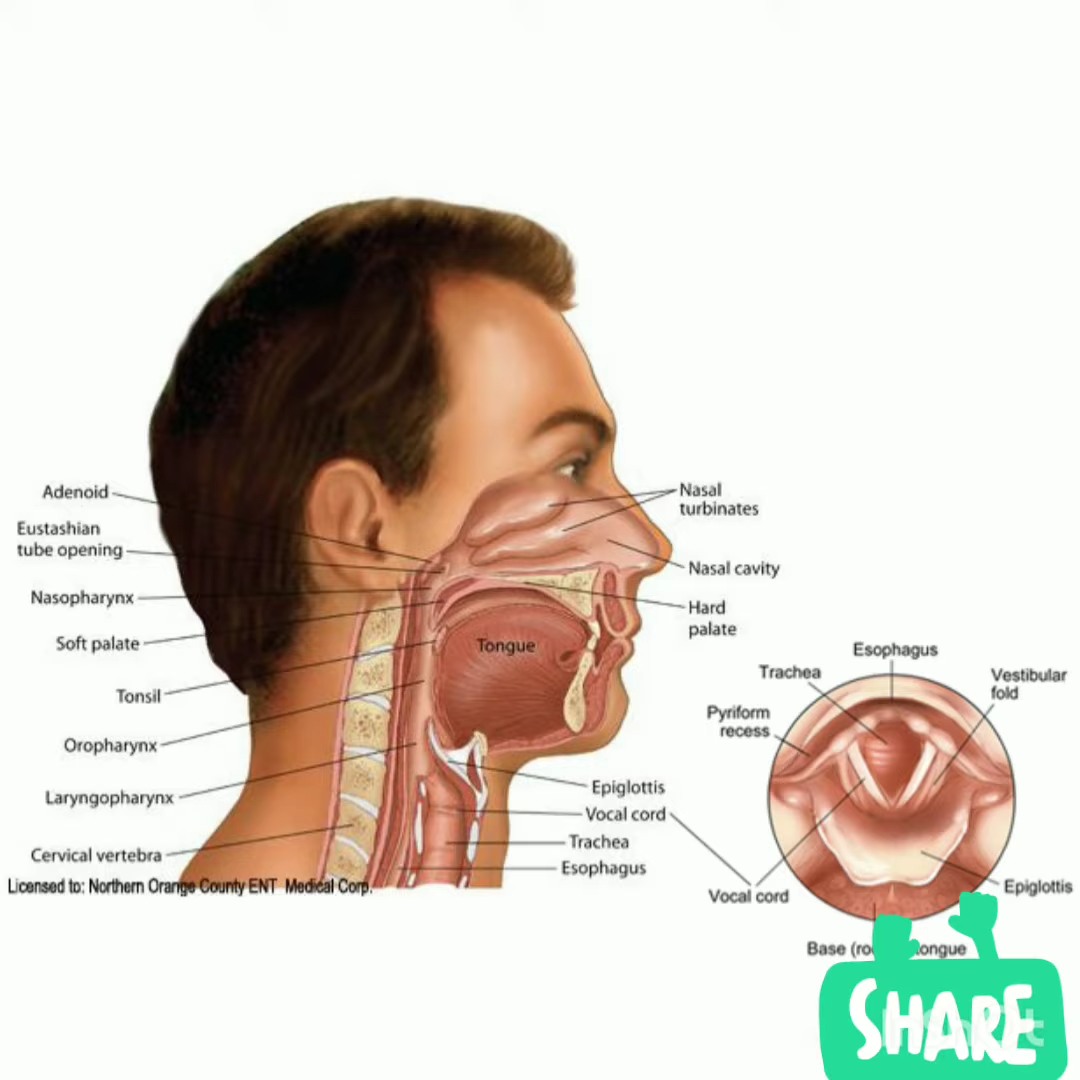 Adenoid
Eustashian
tube opening
Nasopharynx
Soft palate
Tonsil
Oropharynx
Laryngopharynx
Cervical vertebra
Licensed to: Northern Orange County ENT Medical Corp.
Nasal
turbinates
Nasal cavity
Hard
palate
Tongue
Epiglottis
Vocal cord
Trachea
Esophagus
Esophagus
Trachea
Vestibular
fold
Pyriform
recess
Vocal cord
Epiglottis
Base tongue
SHARE